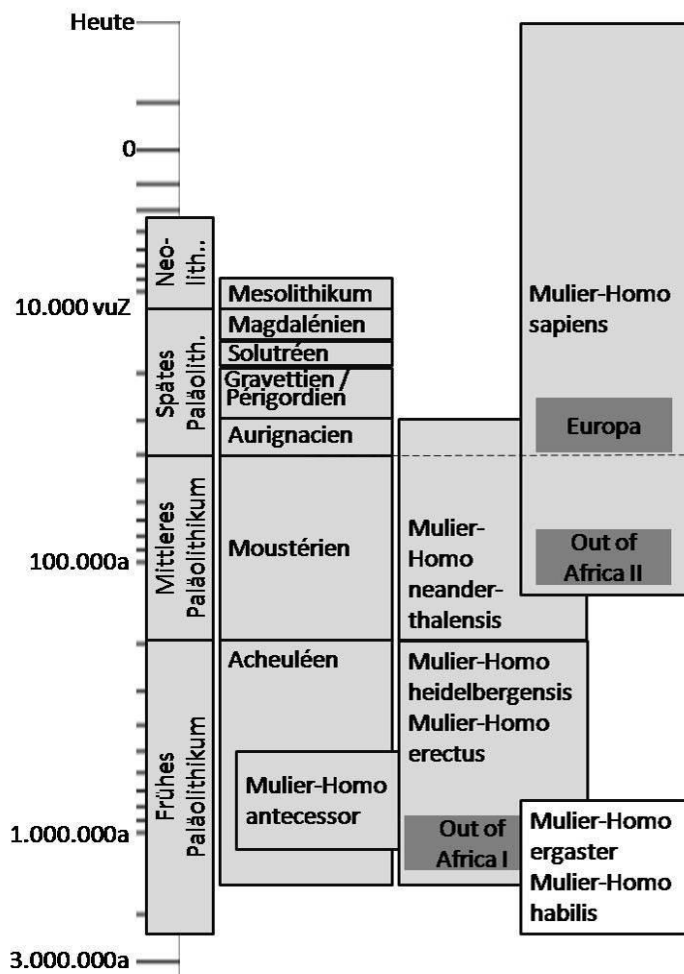 Heute
0
10.000 vuZ
100.000a
1.000.000a
3.000.000a
Neo-
lith..
Spätes
Paläolith.
Mittleres
Paläolithikum
Frühes
Paläolithikum
Mesolithikum
Magdalénien
Solutréen
Gravettien /
Périgordien
Aurignacien
Moustérien
Acheuléen
Mulier-Homo
antecessor
Mulier-
Homo
neander-
thalensis
Mulier-Homo
heidelbergensis
Mulier-Homo
erectus
Out of
Africa I
Mulier-Homo
sapiens
Europa
Out of
Africa II
Mulier-Homo
ergaster
Mulier-Homo
habilis